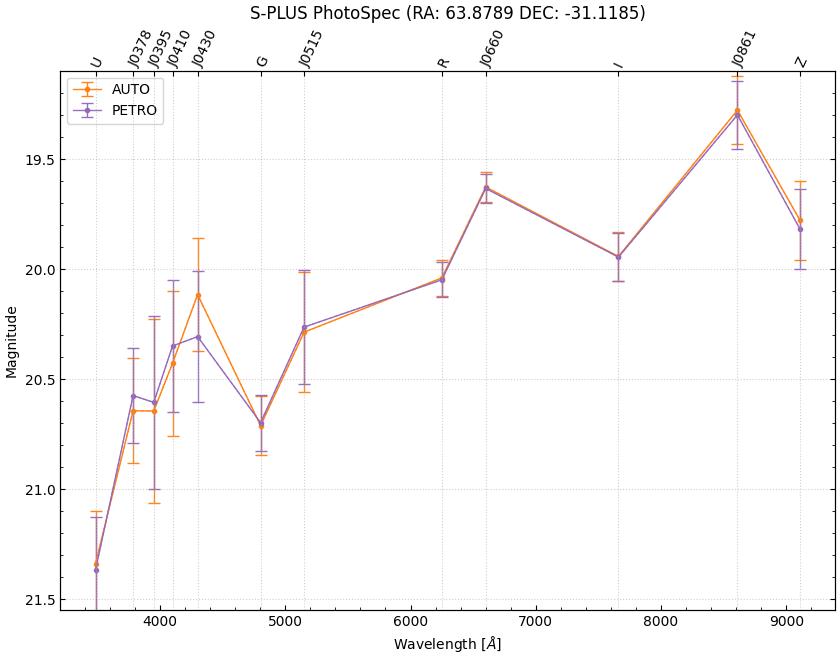 S-PLUS PhotoSpec (RA: 63.8789 DEC: -31.1185)
U J0378 J0395 J0410 J0430 G J0515 R J0660 I J0861 Z
AUTO
PETRO
19.5
20.0
20.5
21.0
21.5
Magnitude
4000 5000 6000 7000 8000 9000
Wavelength [Å]